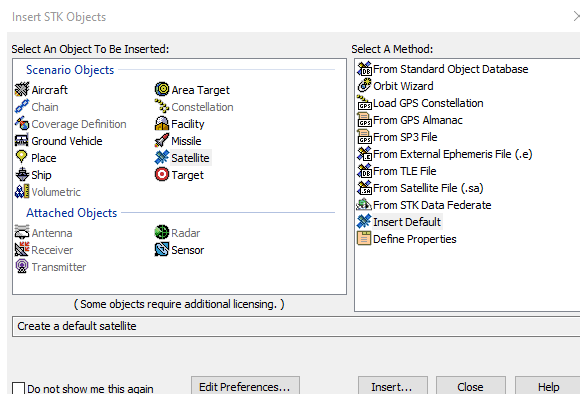 Insert STK Objects
Select An Object To Be Inserted:
Select A Method:
Scenario Objects
Aircraft
Area Target
Chain
Constellation
Coverage Definition
Facility
Ground Vehicle
Missile
Place
Satellite
Ship
Target
Volumetric
Attached Objects
Antenna
Radar
Receiver
Sensor
Transmitter
From Standard Object Database
Orbit Wizard
Load GPS Constellation
From GPS Almanac
From SP3 File
From External Ephemeris File (.e)
From TLE File
From Satellite File (.sa)
From STK Data Federate
Insert Default
Define Properties
( Some objects require additional licensing. )
Create a default satellite
Do not show me this again
Edit Preferences...
Insert...
Close
Help